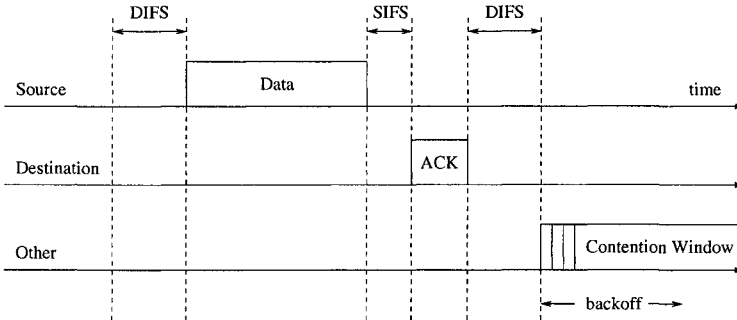 DIFS SIFS DIFS
Source Data time
Destination ACK
Other Contention Window
backoff